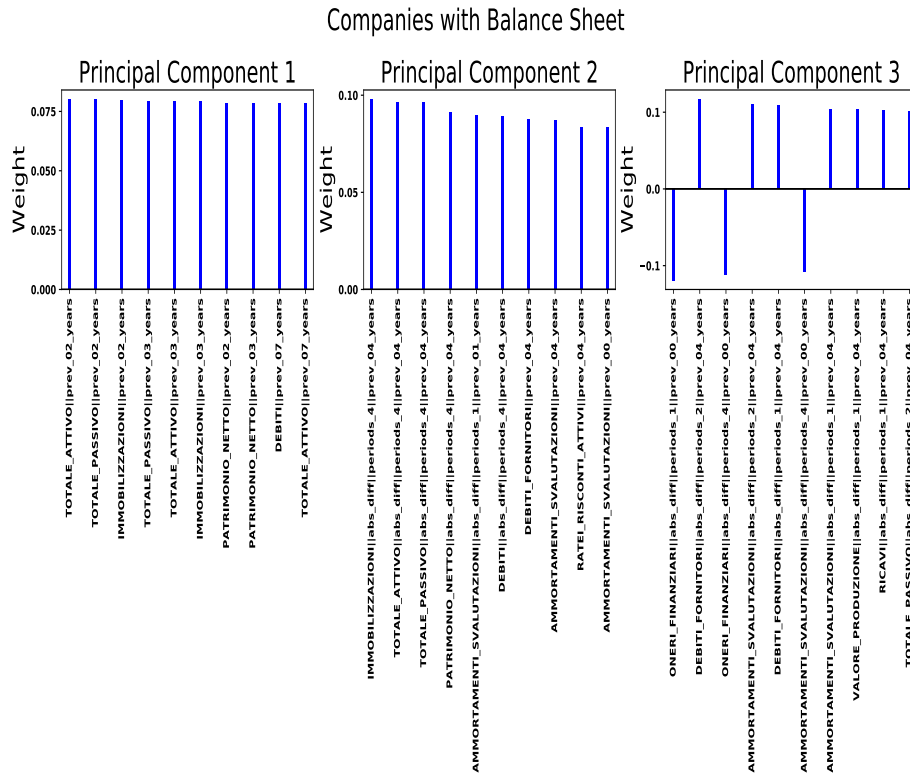 Companies with Balance Sheet
Principal Component 1
Weight
0.075
0.050
0.025
0.000
TOTALE_ATTIVO||prev_02_years
TOTALE_PASSIVO||prev_02_years
IMMOBILIZZAZIONI||prev_02_years
TOTALE_PASSIVO||prev_03_years
TOTALE_ATTIVO||prev_03_years
IMMOBILIZZAZIONI||prev_03_years
PATRIMONIO_NETTO||prev_02_years
PATRIMONIO_NETTO||prev_03_years
DEBITI||prev_07_years
TOTALE_ATTIVO||prev_07_years
Principal Component 2
Weight
0.10
0.05
0.00
IMMOBILIZZAZIONI||abs_diff||periods_4||prev_04_years
TOTALE_ATTIVO||abs_diff||periods_4||prev_04_years
TOTALE_PASSIVO||abs_diff||periods_4||prev_04_years
PATRIMONIO_NETTO||abs_diff||periods_4||prev_04_years
AMMORTAMENTI_SVALUTAZIONI||abs_diff||periods_1||prev_01_years
DEBITI||abs_diff||periods_4||prev_04_years
DEBITI_FORNITORI||prev_04_years
AMMORTAMENTI_SVALUTAZIONI||prev_04_years
RATEI_RISCONTI_ATTIVI||prev_04_years
AMMORTAMENTI_SVALUTAZIONI||prev_00_years
Principal Component 3
Weight
0.1
0.0
−0.1
ONERI_FINANZIARI||abs_diff||periods_1||prev_00_years
DEBITI_FORNITORI||abs_diff||periods_2||prev_04_years
ONERI_FINANZIARI||abs_diff||periods_4||prev_00_years
AMMORTAMENTI_SVALUTAZIONI||abs_diff||periods_2||prev_04_years
DEBITI_FORNITORI||abs_diff||periods_1||prev_04_years
AMMORTAMENTI_SVALUTAZIONI||abs_diff||periods_4||prev_00_years
AMMORTAMENTI_SVALUTAZIONI||abs_diff||periods_1||prev_04_years
VALORE_PRODUZIONE||abs_diff||periods_1||prev_04_years
RICAVI||abs_diff||periods_1||prev_04_years
TOTALE_PASSIVO||abs_diff||periods_2||prev_04_years